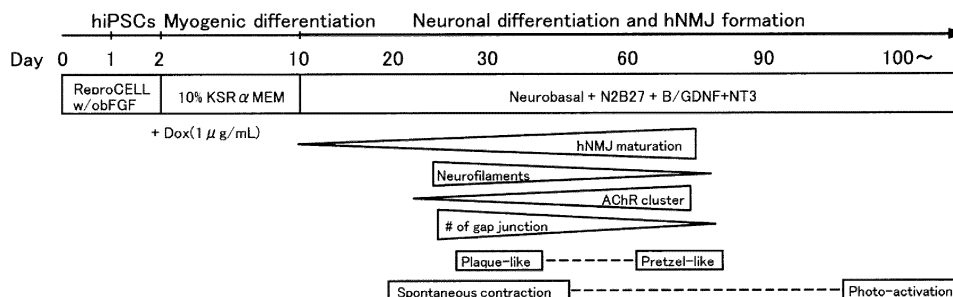 hiPSCs Myogenic differentiation Neuronal differentiation and hNMJ formation
Day 0 1 2 10 20 30 60 90 100～
ReproCELL
w/obFGF
10% KSR α MEM
Neurobasal + N2B27 + B/GDNF+NT3
+ Dox(1 μg/mL)
hNMJ maturation
Neurofilaments
AChR cluster
# of gap junction
Plaque-like Pretzel-like
Spontaneous contraction Photo-activation